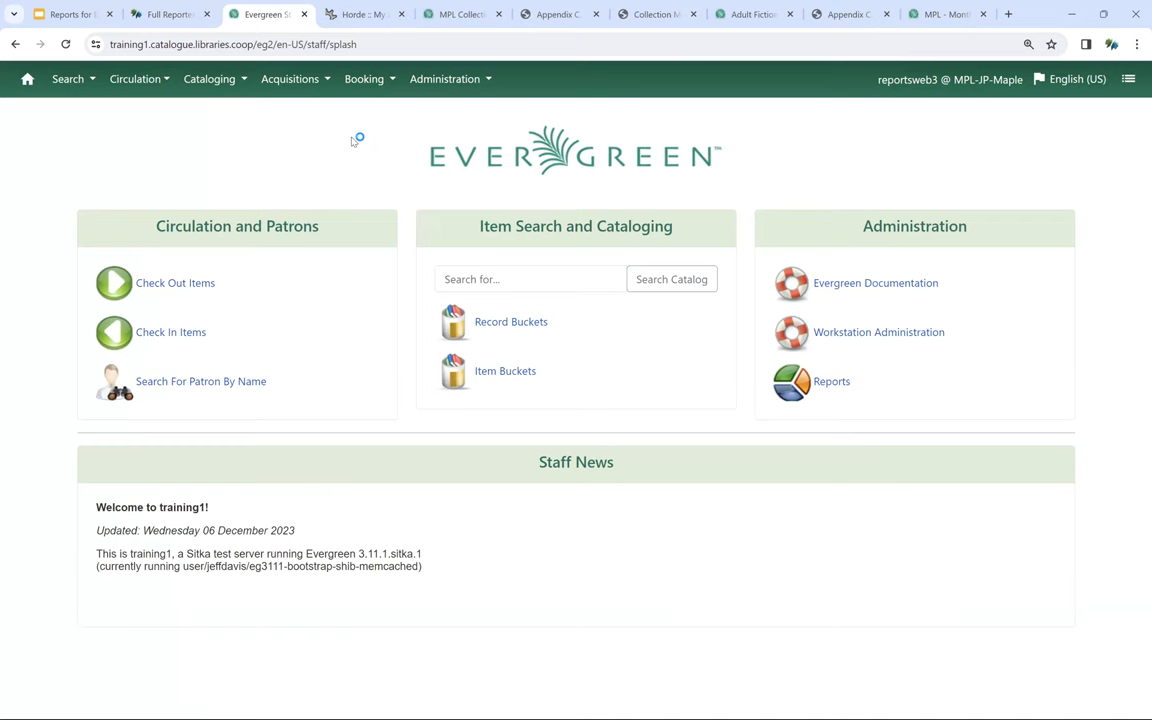 Reports for
Full Reporte
Evergreen St
Horde :: My
MPL Collecti
Appendix C.
Collection M
Adult Fictio
Appendix C.
MPL - Mont
training1.catalogue.libraries.coop/eg2/en-US/staff/splash
Search Circulation Cataloging Acquisitions Booking Administration reportsweb3 @ MPL-JP-Maple English (US)
EVERGREEN™
Circulation and Patrons
Check Out Items
Check In Items
Search For Patron By Name
Item Search and Cataloging
Search for... Search Catalog
Record Buckets
Item Buckets
Administration
Evergreen Documentation
Workstation Administration
Reports
Staff News
Welcome to training1!
Updated: Wednesday 06 December 2023
This is training1, a Sitka test server running Evergreen 3.11.1.sitka.1
(currently running user/jeffdavis/eg3111-bootstrap-shib-memcached)